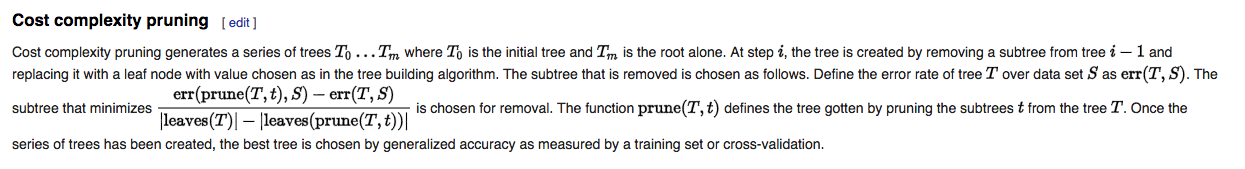 Cost complexity pruning [ edit ]
Cost complexity pruning generates a series of trees T₀ … Tₘ where T₀ is the initial tree and Tₘ is the root alone. At step i, the tree is created by removing a subtree from tree i − 1 and
replacing it with a leaf node with value chosen as in the tree building algorithm. The subtree that is removed is chosen as follows. Define the error rate of tree T over data set S as err(T, S). The
subtree that minimizes \frac{err(prune(T, t), S) − err(T, S)}{|leaves(T)| − |leaves(prune(T, t))|} is chosen for removal. The function prune(T, t) defines the tree gotten by pruning the subtrees t from the tree T. Once the
series of trees has been created, the best tree is chosen by generalized accuracy as measured by a training set or cross-validation.